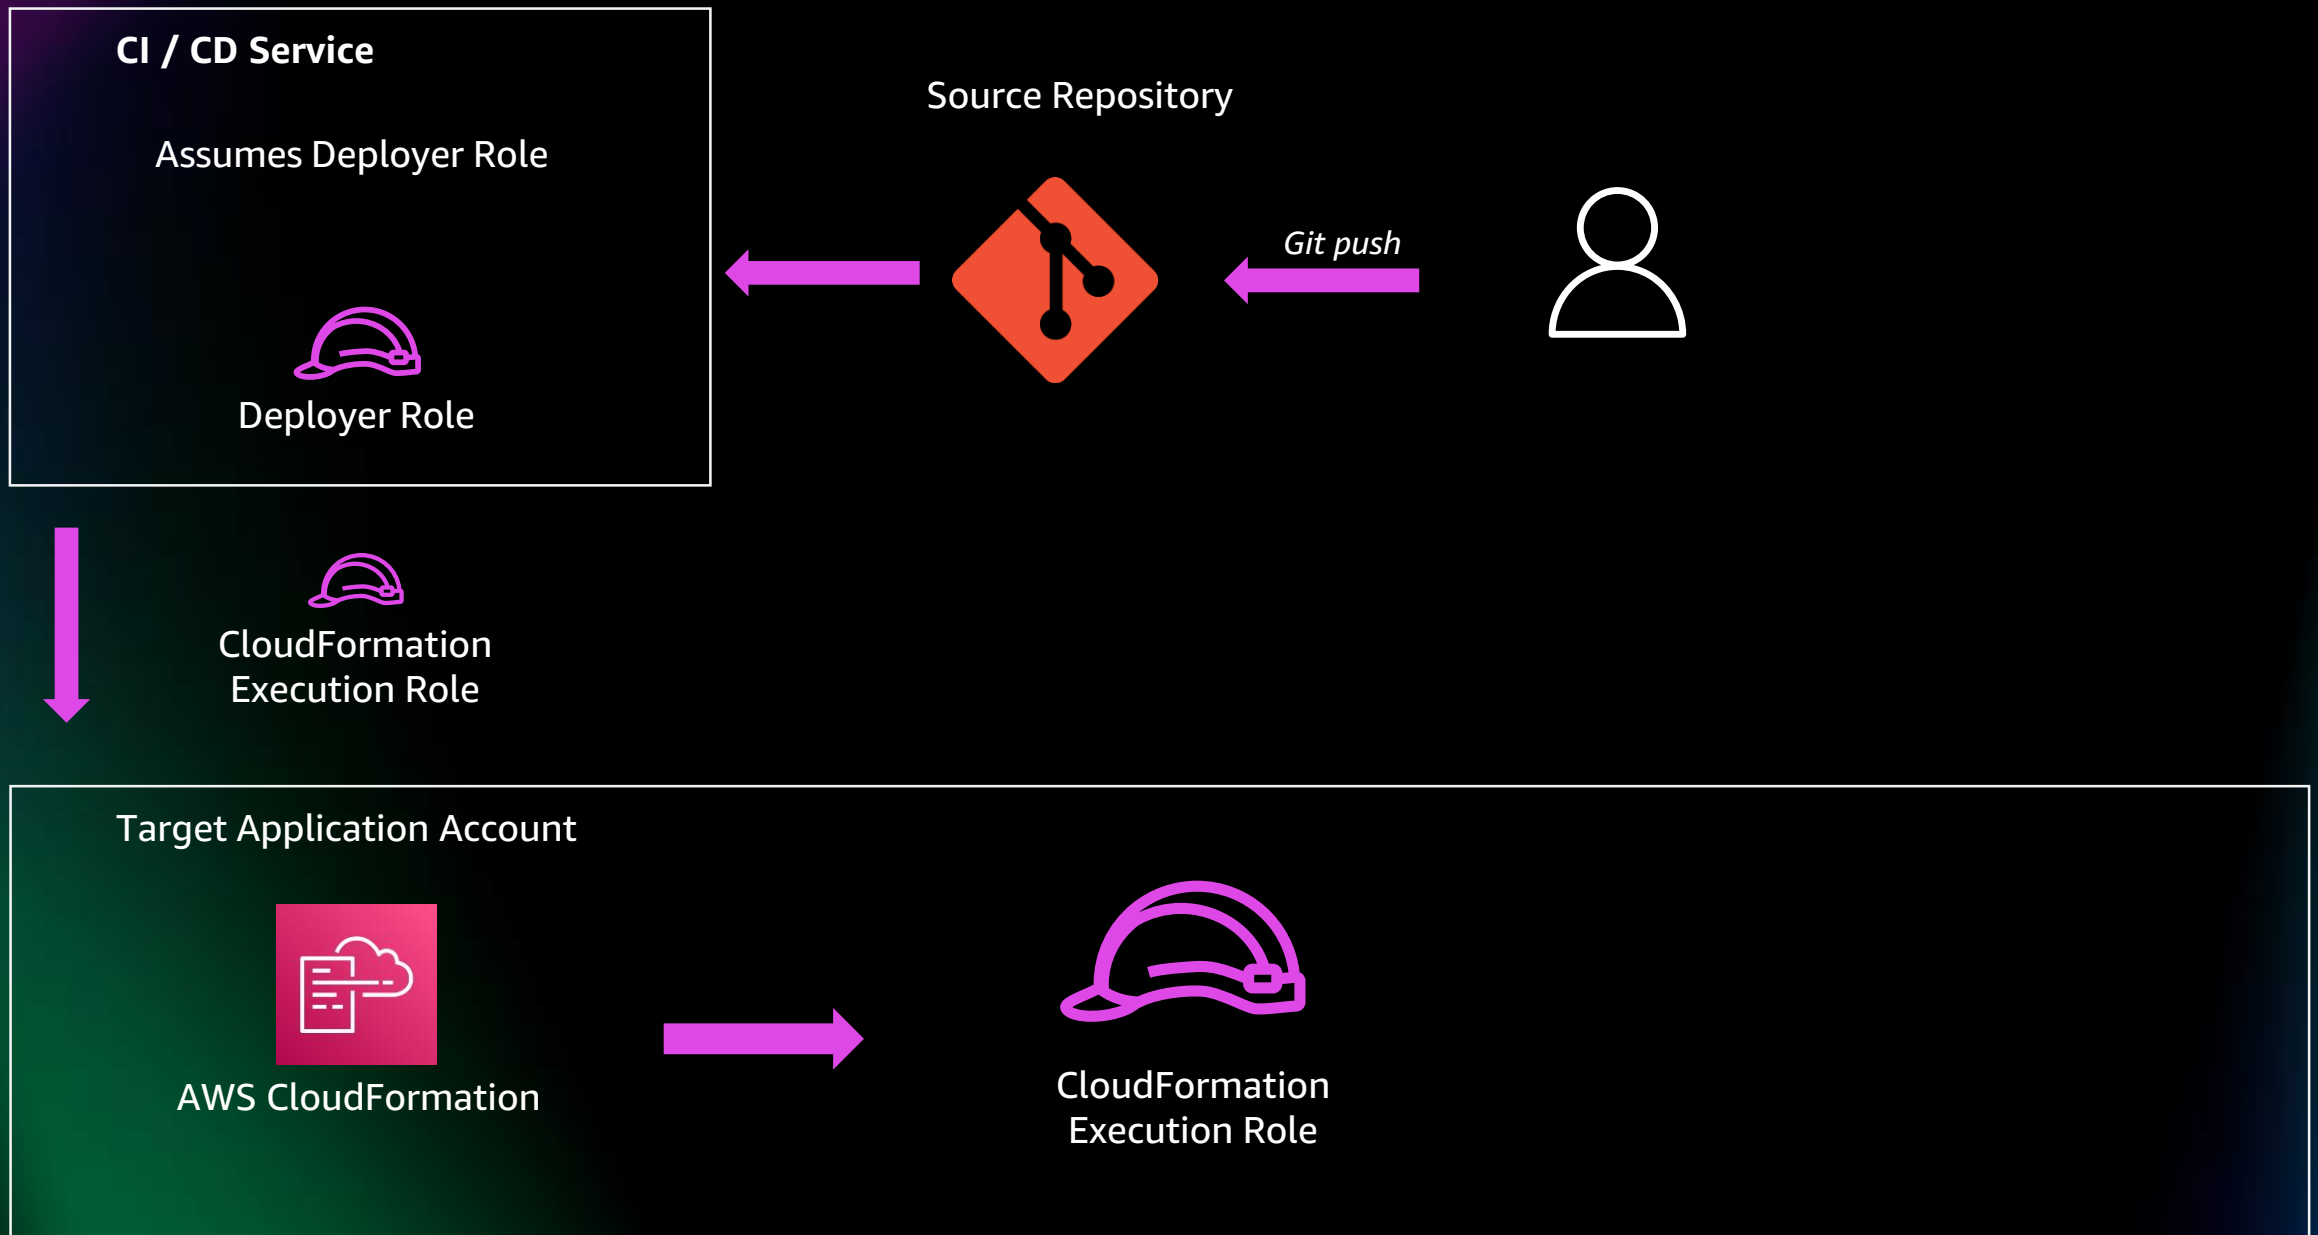 CI / CD Service
Assumes Deployer Role
Deployer Role
Source Repository
Git push
CloudFormation
Execution Role
Target Application Account
AWS CloudFormation
CloudFormation
Execution Role